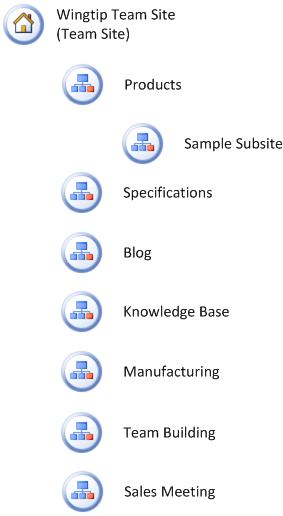 Wingtip Team Site
(Team Site)
Products
Sample Subsite
Specifications
Blog
Knowledge Base
Manufacturing
Team Building
Sales Meeting